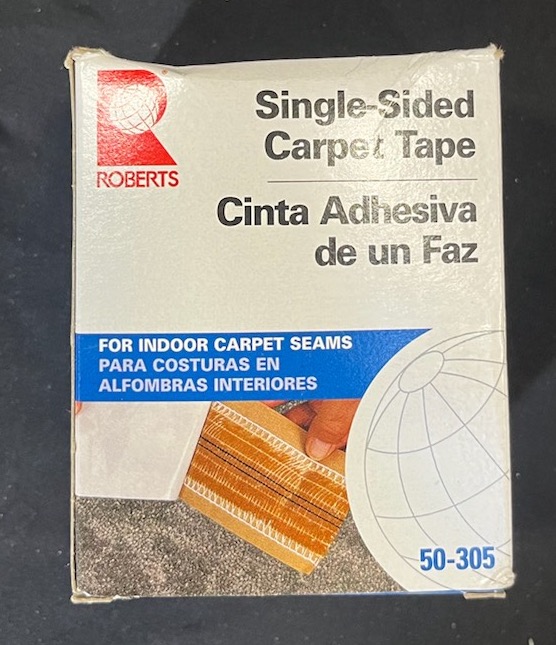 ROBERTS
Single-Sided
Carpet Tape
Cinta Adhesiva
de un Faz
FOR INDOOR CARPET SEAMS
PARA COSTURAS EN
ALFOMBRAS INTERIORES
50-305